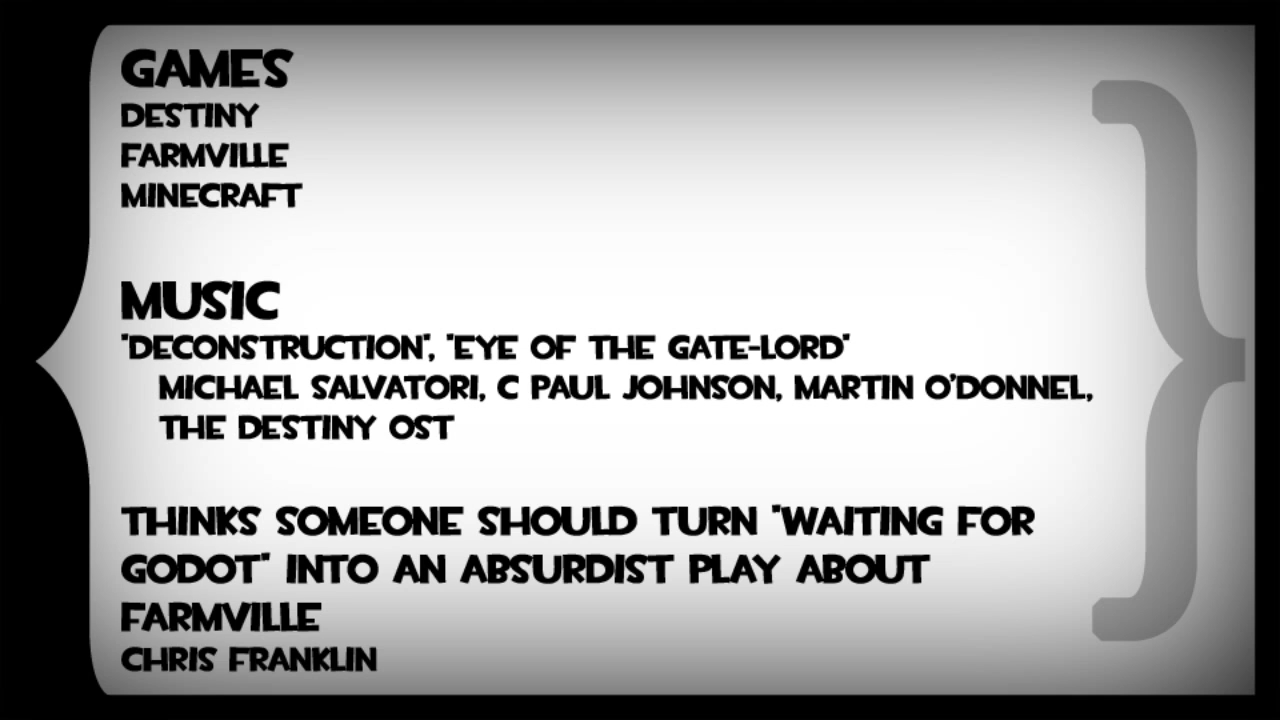 GAMES
DESTINY
FARMVILLE
MINECRAFT
MUSIC
"DECONSTRUCTION", "EYE OF THE GATE-LORD"
MICHAEL SALVATORI, C PAUL JOHNSON, MARTIN O'DONNEL,
THE DESTINY OST
THINKS SOMEONE SHOULD TURN "WAITING FOR
GODOT" INTO AN ABSURDIST PLAY ABOUT
FARMVILLE
CHRIS FRANKLIN